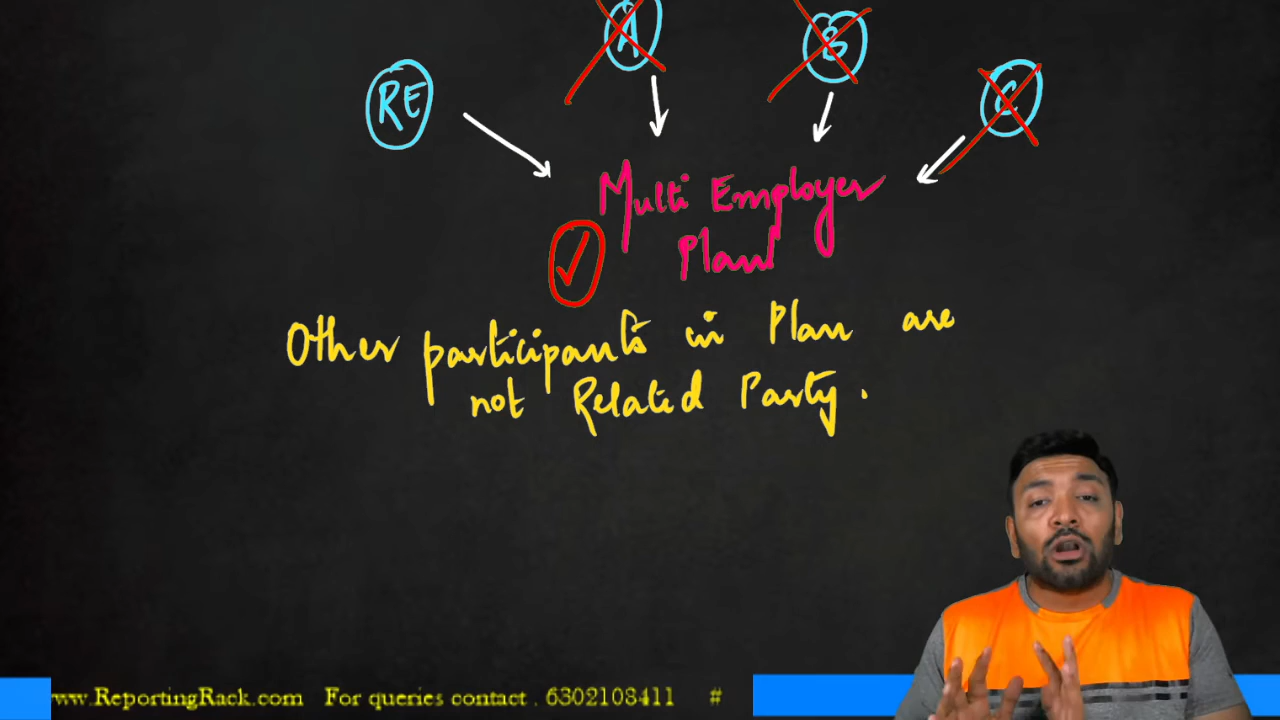 A
B
RE
C
Multi Employer
Plan
Other participants in Plan are
not Related Party.
www.ReportingRack.com For queries contact . 6302108411 #